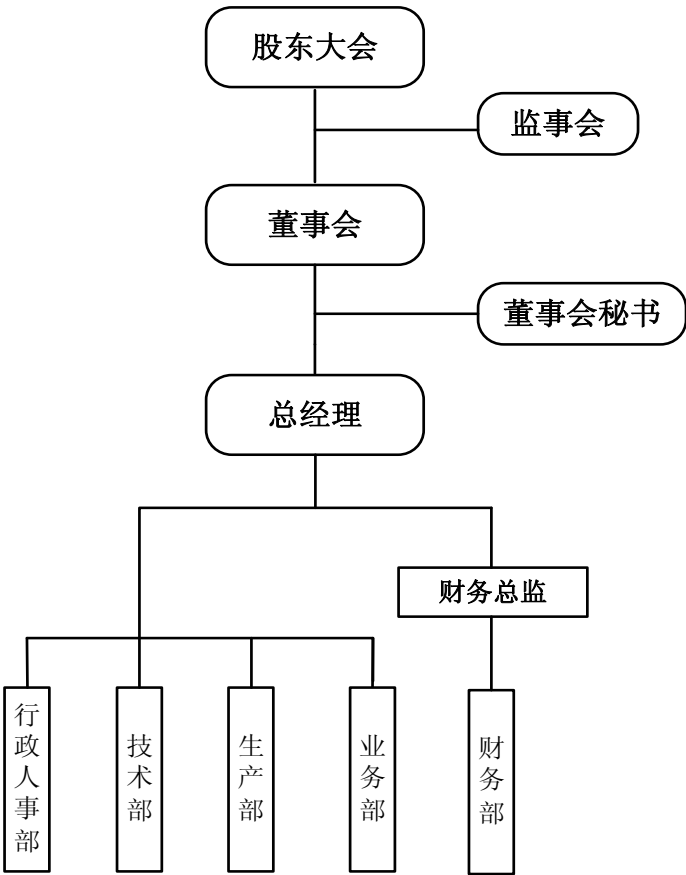 股东大会
监事会
董事会
董事会秘书
总经理
财务总监
行政人事部
技术部
生产部
业务部
财务部